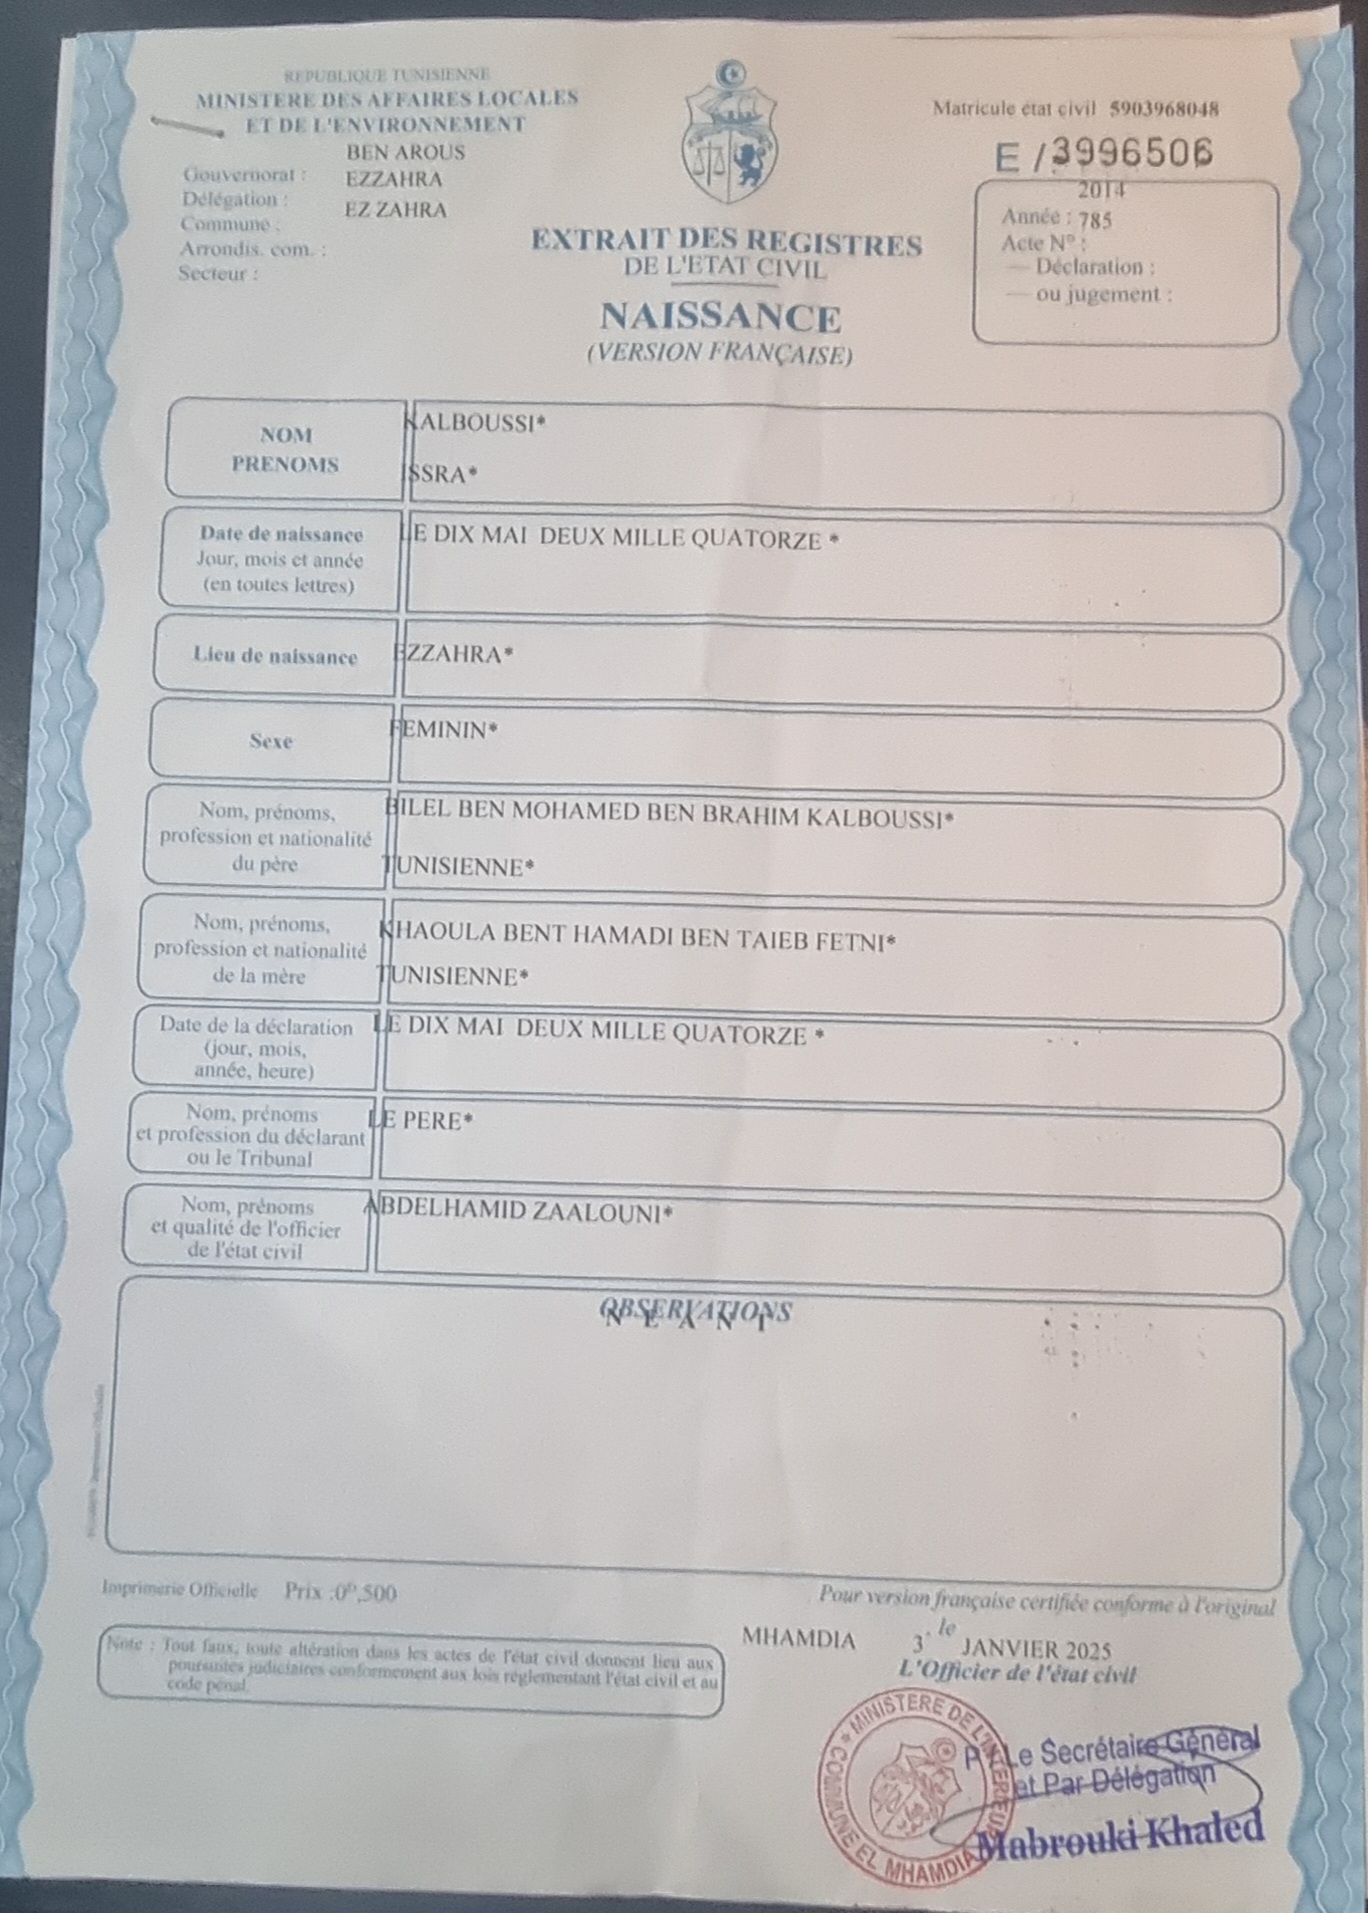 REPUBLIQUE TUNISIENNE
MINISTERE DES AFFAIRES LOCALES
ET DE L'ENVIRONNEMENT
BEN AROUS
Gouvernorat : EZZAHRA
Délégation : EZ ZAHRA
Commune :
Arrondis. com. :
Secteur :
Matricule état civil 5903968048
E / 3996506
2014
Année : 785
Acte N° :
— Déclaration :
— ou jugement :
EXTRAIT DES REGISTRES
DE L'ETAT CIVIL
NAISSANCE
(VERSION FRANÇAISE)
NOM KALBOUSSI*
PRENOMS ISSRA*
Date de naissance LE DIX MAI DEUX MILLE QUATORZE *
Jour, mois et année
(en toutes lettres)
Lieu de naissance EZZAHRA*
Sexe FEMININ*
Nom, prénoms, BILEL BEN MOHAMED BEN BRAHIM KALBOUSSI*
profession et nationalité
du père TUNISIENNE*
Nom, prénoms, KHAOULA BENT HAMADI BEN TAIEB FETNI*
profession et nationalité
de la mère TUNISIENNE*
Date de la déclaration LE DIX MAI DEUX MILLE QUATORZE *
(jour, mois,
année, heure)
Nom, prénoms LE PERE*
et profession du déclarant
ou le Tribunal
Nom, prénoms ABDELHAMID ZAALOUNI*
et qualité de l'officier
de l'état civil
OBSERVATIONS
N E A N T
Imprimerie Officielle Prix :0ᴰ,500
Pour version française certifiée conforme à l'original
MHAMDIA 3 le JANVIER 2025
L'Officier de l'état civil
Note : Tout faux, toute altération dans les actes de l'état civil donnent lieu aux
poursuites judiciaires conformement aux lois réglementant l'état civil et au
code pénal.
MINISTERE DE L'INTERIEUR
COMMUNE EL MHAMDIA
P / Le Secrétaire Général
et Par Délégation
Mabrouki Khaled